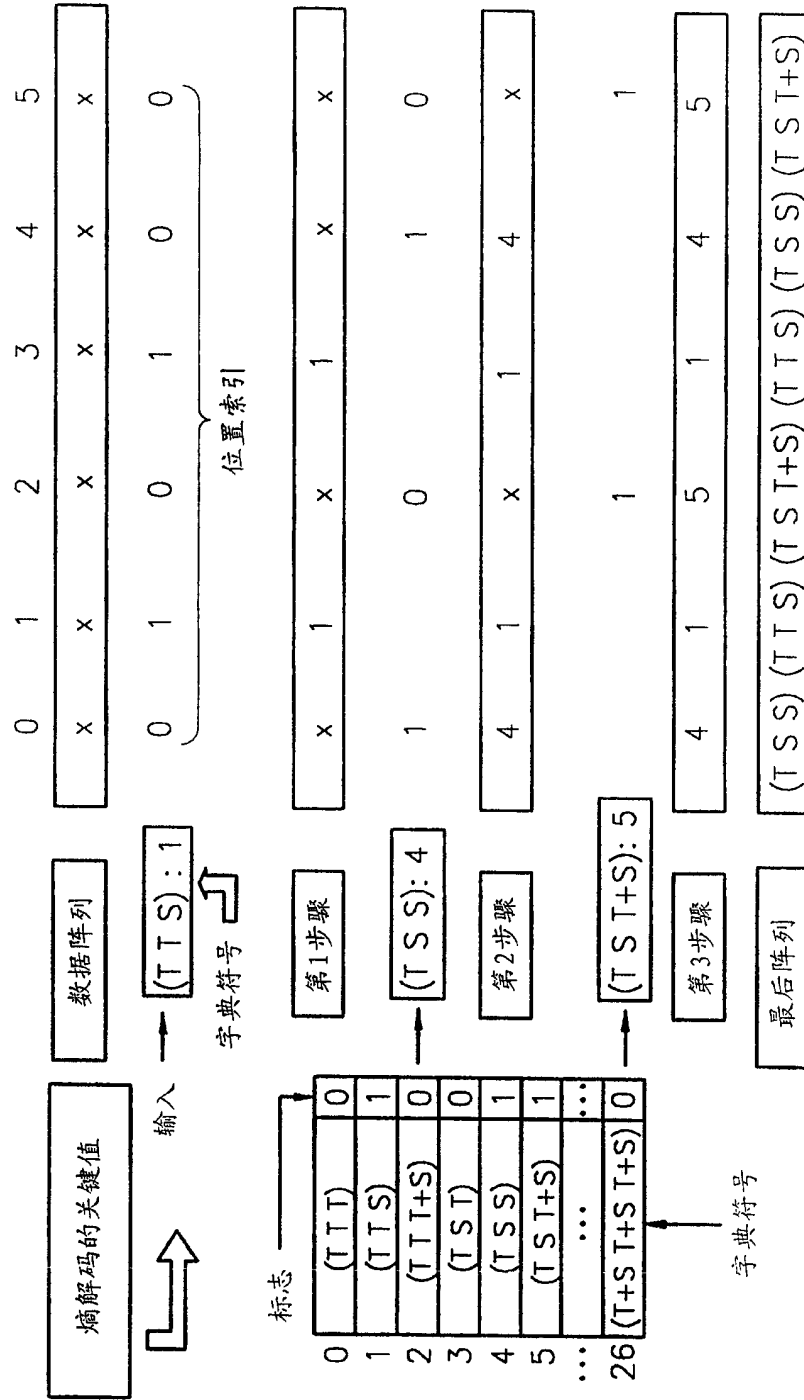 熵解码的关键值
数据阵列
0 1 2 3 4 5
x x x x x x
输入
(T T S) : 1
0 1 0 1 0 0
字典符号
位置索引
标志
0 (T T T) 0
1 (T T S) 1
2 (T T T+S) 0
3 (T S T) 0
4 (T S S) 1
5 (T S T+S) 1
... ... ...
26 (T+S T+S T+S) 0
字典符号
第1步骤
x 1 x 1 x x
(T S S): 4
1 0 1 0
第2步骤
4 1 x 1 4 x
(T S T+S): 5
1 1
第3步骤
4 1 5 1 4 5
最后阵列
(T S S) (T T S) (T S T+S) (T T S) (T S S) (T S T+S)